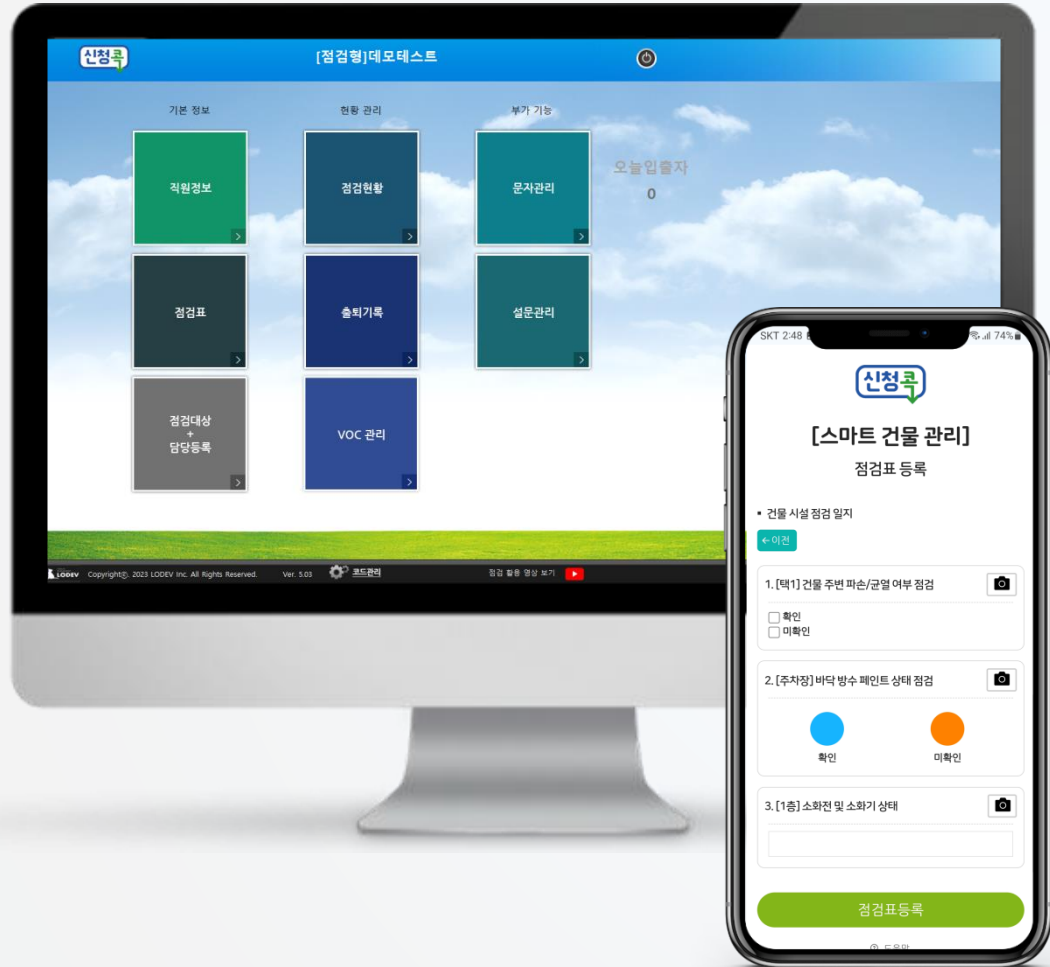 신청콕
[점검형]데모테스트
기본 정보
현황 관리
부가 기능
직원정보
점검현황
문자관리
오늘입출자
0
점검표
출퇴기록
설문관리
점검대상
+
담당등록
VOC 관리
LODEV Copyright©. 2023 LODEV Inc. All Rights Reserved. Ver. 5.03 코드관리 점검 활용 영상 보기
SKT 2:48
74%
신청콕
[스마트 건물 관리]
점검표 등록
• 건물 시설 점검 일지
←이전
1. [택1] 건물 주변 파손/균열 여부 점검
확인
미확인
2. [주차장] 바닥 방수 페인트 상태 점검
확인
미확인
3. [1층] 소화전 및 소화기 상태
점검표등록
도움말